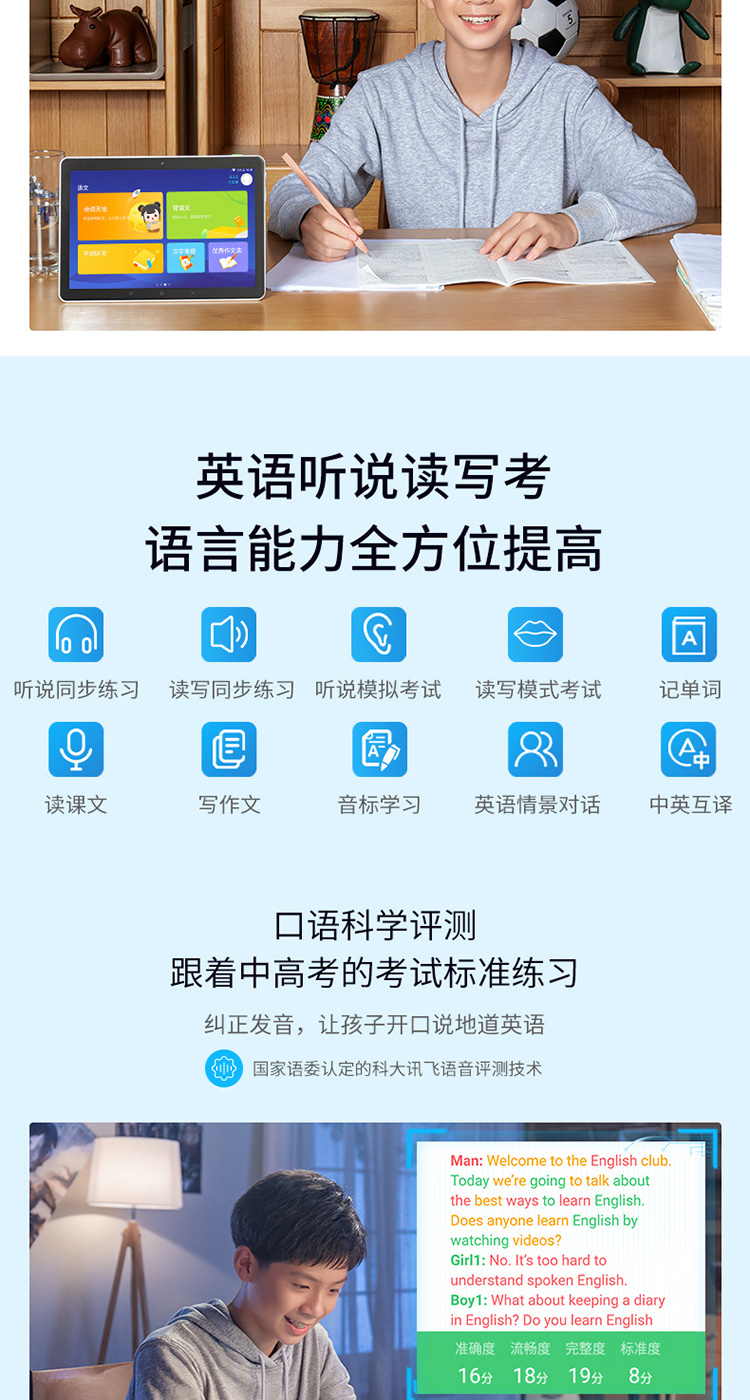 语文
诗词天地
背课文
字词听写
汉字笔顺
优秀作文选
英语听说读写考
语言能力全方位提高
听说同步练习
读写同步练习
听说模拟考试
读写模式考试
记单词
读课文
写作文
音标学习
英语情景对话
中英互译
口语科学评测
跟着中高考的考试标准练习
纠正发音，让孩子开口说地道英语
国家语委认定的科大讯飞语音评测技术
Man: Welcome to the English club.
Today we're going to talk about
the best ways to learn English.
Does anyone learn English by
watching videos?
Girl1: No. It's too hard to
understand spoken English.
Boy1: What about keeping a diary
in English? Do you learn English
准确度 流畅度 完整度 标准度
16分 18分 19分 8分